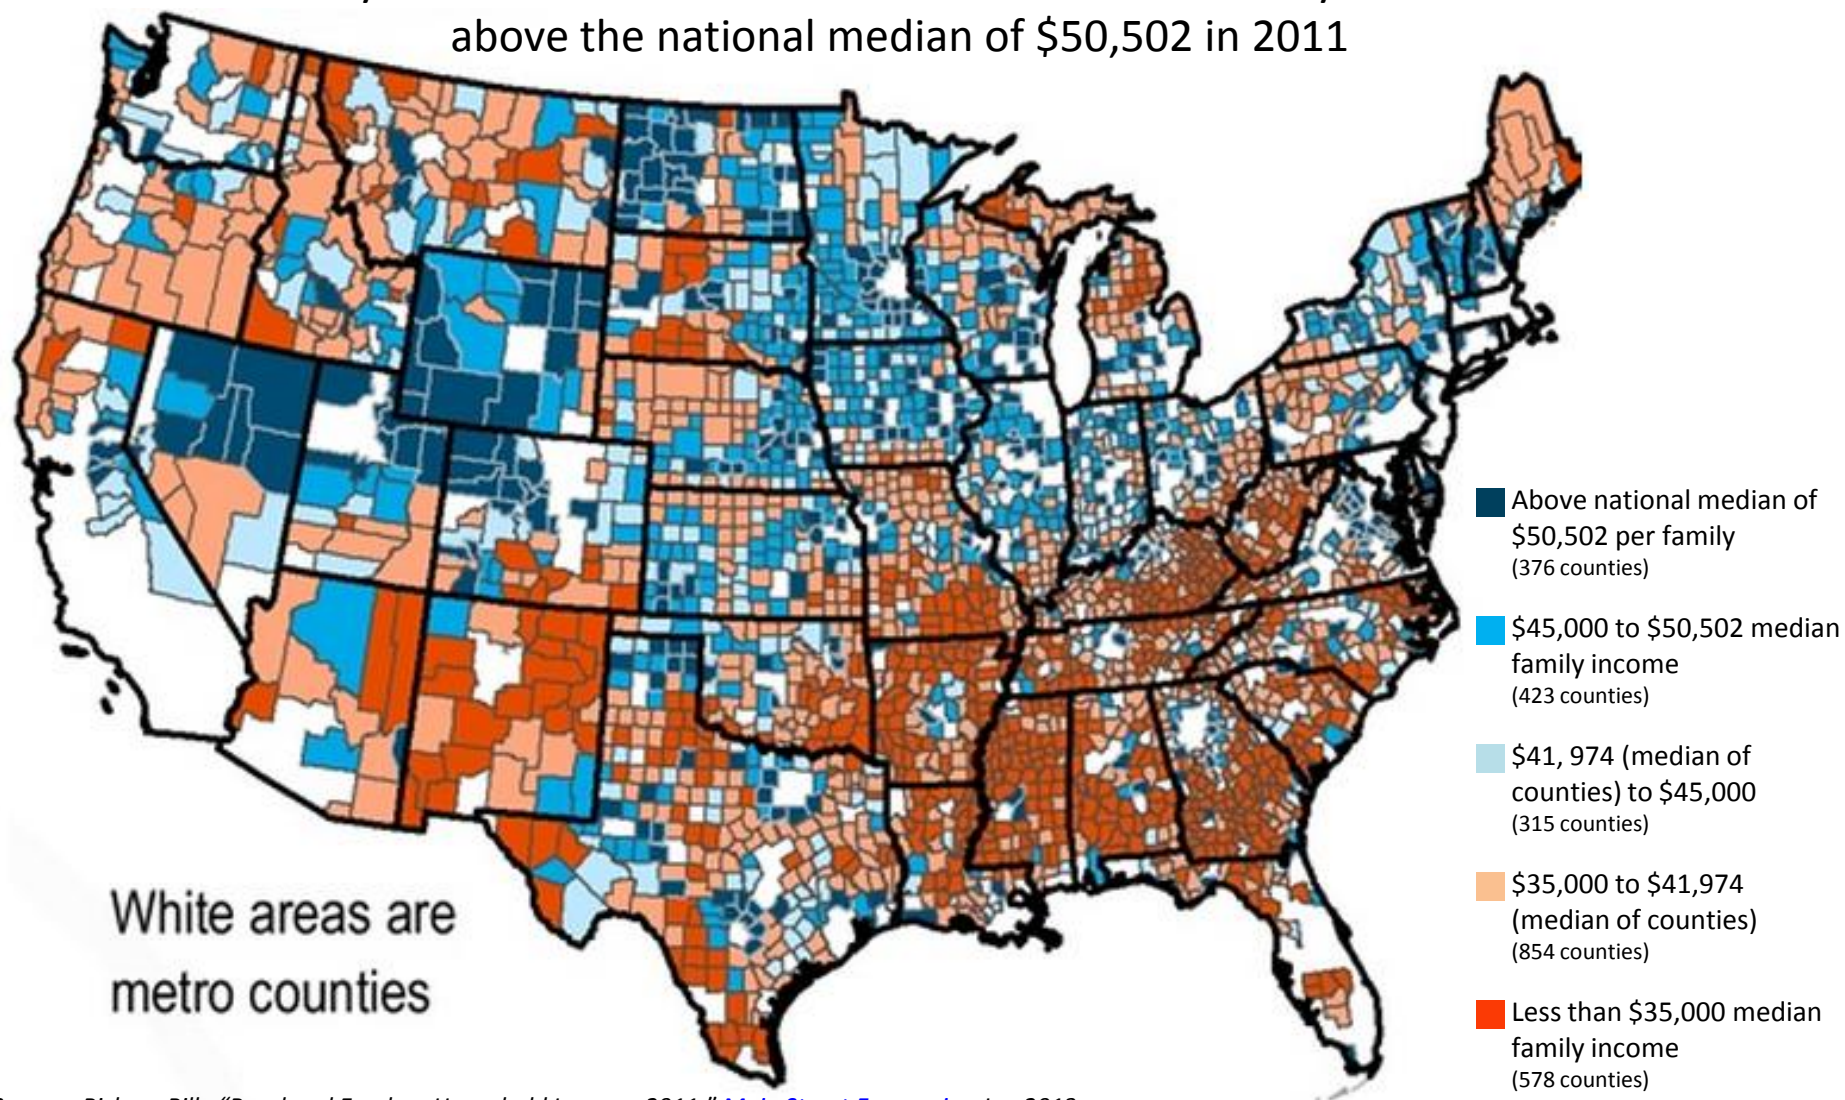 above the national median of $50,502 in 2011
Above national median of
$50,502 per family
(376 counties)
$45,000 to $50,502 median
family income
(423 counties)
$41, 974 (median of
counties) to $45,000
(315 counties)
$35,000 to $41,974
(median of counties)
(854 counties)
Less than $35,000 median
family income
(578 counties)
White areas are
metro counties